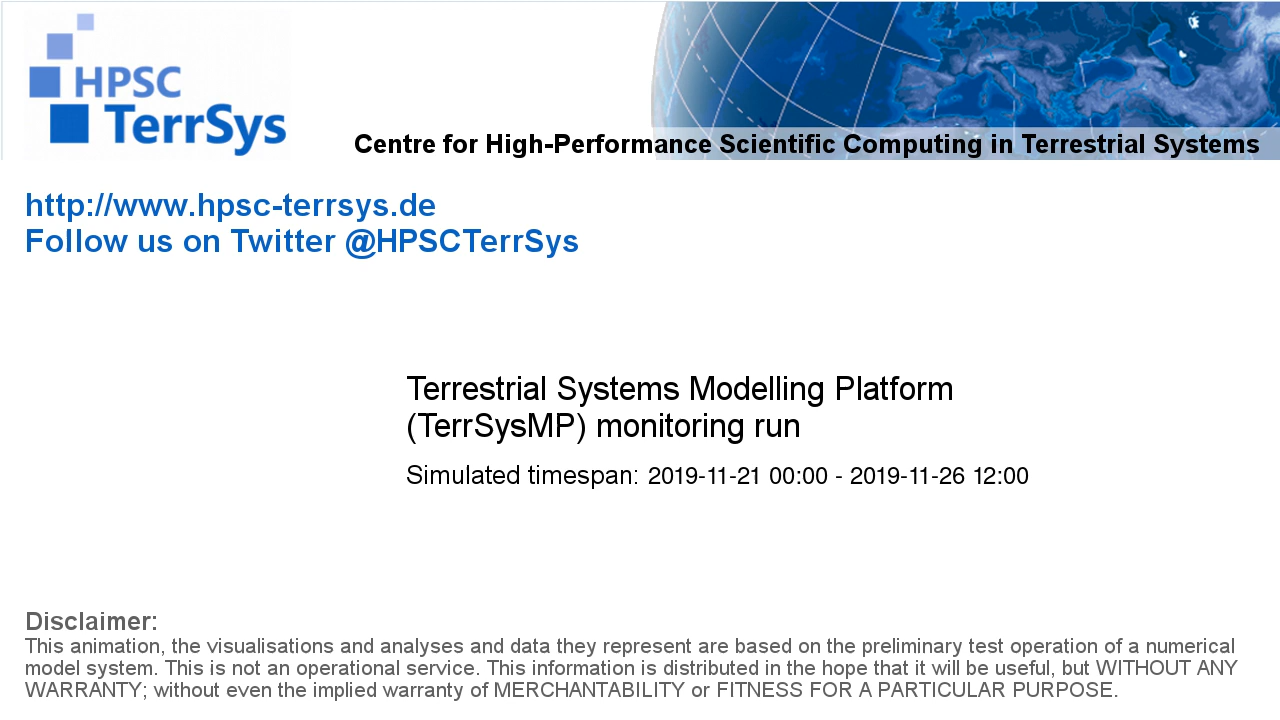 HPSC
TerrSys
Centre for High-Performance Scientific Computing in Terrestrial Systems
http://www.hpsc-terrsys.de
Follow us on Twitter @HPSCTerrSys
Terrestrial Systems Modelling Platform
(TerrSysMP) monitoring run
Simulated timespan: 2019-11-21 00:00 - 2019-11-26 12:00
Disclaimer:
This animation, the visualisations and analyses and data they represent are based on the preliminary test operation of a numerical
model system. This is not an operational service. This information is distributed in the hope that it will be useful, but WITHOUT ANY
WARRANTY; without even the implied warranty of MERCHANTABILITY or FITNESS FOR A PARTICULAR PURPOSE.